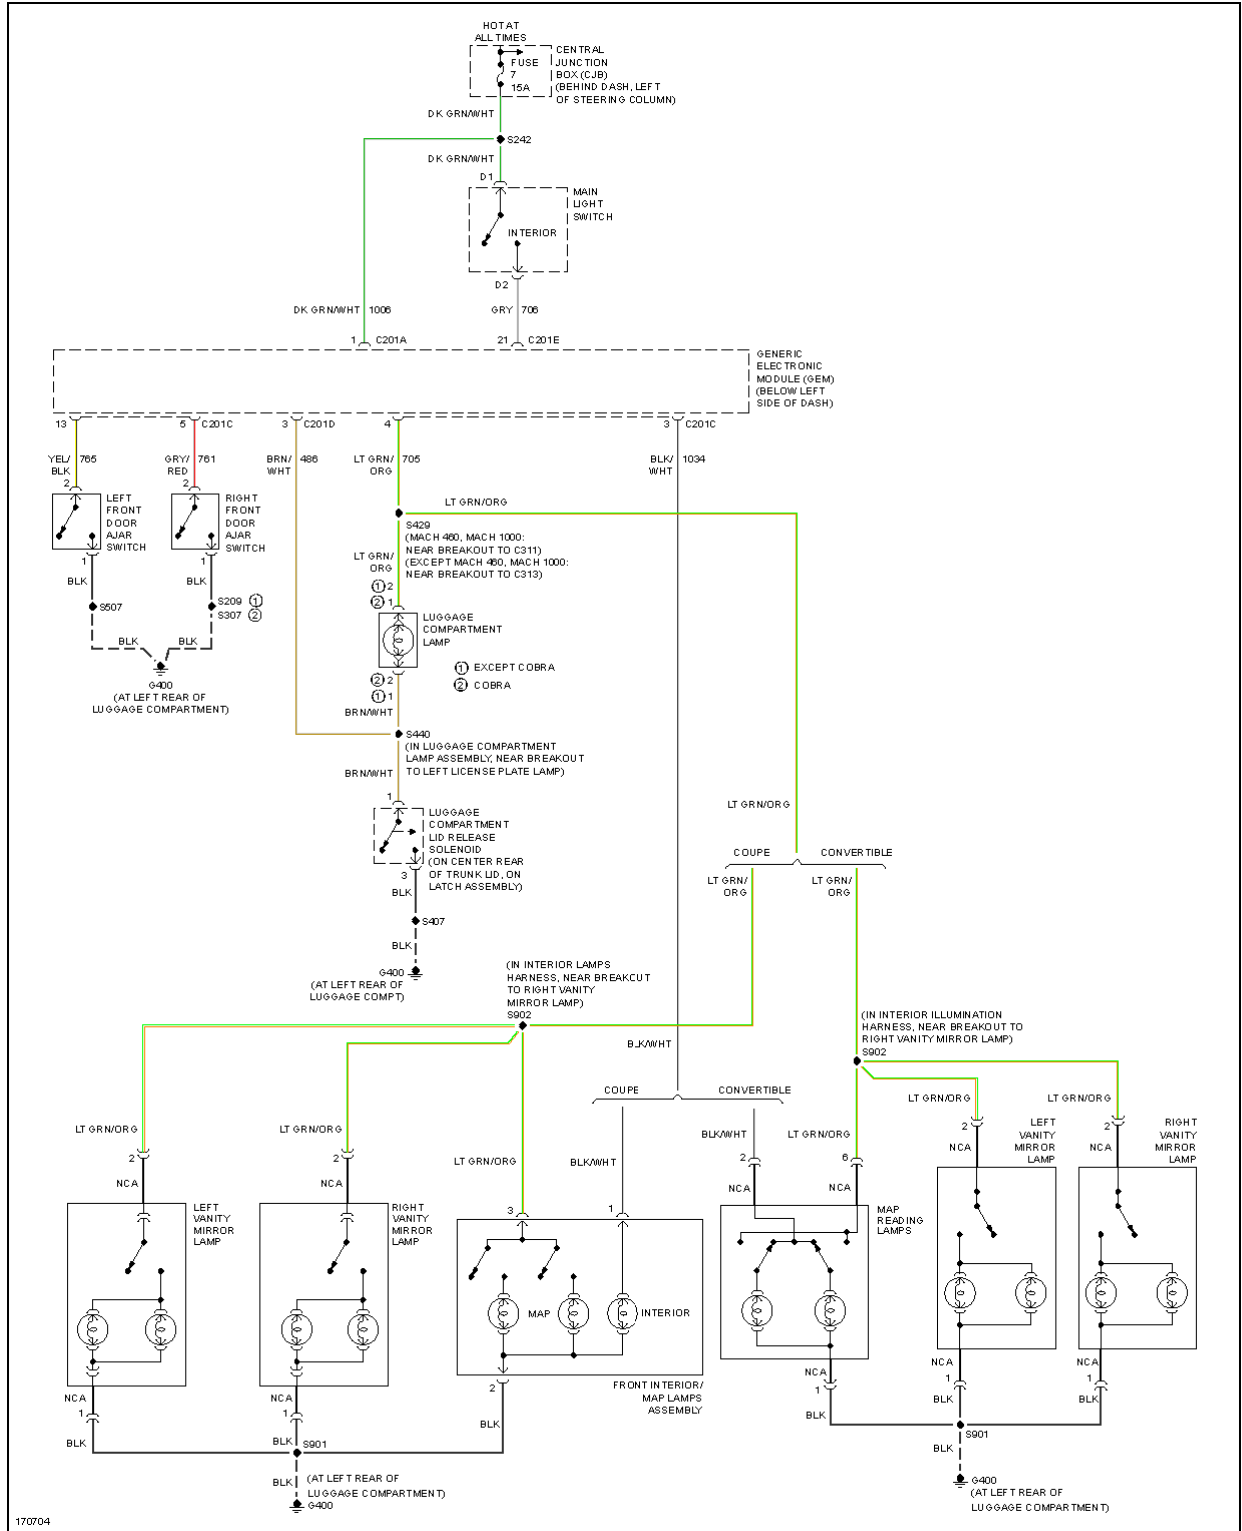 HOT AT
ALL TIMES
FUSE
7
15A
CENTRAL
JUNCTION
BOX (CJB)
(BEHIND DASH, LEFT
OF STEERING COLUMN)
DK GRN/WHT
S242
DK GRN/WHT
D1
MAIN
LIGHT
SWITCH
INTERIOR
D2
DK GRN/WHT 1006
GRY 706
1 C201A
21 C201E
GENERIC
ELECTRONIC
MODULE (GEM)
(BELOW LEFT
SIDE OF DASH)
13
5 C201C
3 C201D
4
3 C201C
YEL/
BLK
765
GRY/
RED
761
BRN/
WHT
486
LT GRN/
ORG
705
BLK/
WHT
1034
2
2
LEFT
FRONT
DOOR
AJAR
SWITCH
RIGHT
FRONT
DOOR
AJAR
SWITCH
1
1
BLK
BLK
S507
S209 ①
S307 ②
BLK
BLK
G400
(AT LEFT REAR OF
LUGGAGE COMPARTMENT)
LT GRN/ORG
S429
(MACH 460, MACH 1000:
NEAR BREAKOUT TO C311)
(EXCEPT MACH 460, MACH 1000:
NEAR BREAKOUT TO C313)
LT GRN/
ORG
① 2
② 1
LUGGAGE
COMPARTMENT
LAMP
① EXCEPT COBRA
② COBRA
② 2
① 1
BRN/WHT
S440
(IN LUGGAGE COMPARTMENT
LAMP ASSEMBLY, NEAR BREAKOUT
TO LEFT LICENSE PLATE LAMP)
BRN/WHT
1
LUGGAGE
COMPARTMENT
LID RELEASE
SOLENOID
(ON CENTER REAR
OF TRUNK LID, ON
LATCH ASSEMBLY)
3
BLK
S407
BLK
G400
(AT LEFT REAR OF
LUGGAGE COMPT)
LT GRN/ORG
COUPE
CONVERTIBLE
LT GRN/
ORG
LT GRN/
ORG
(IN INTERIOR LAMPS
HARNESS, NEAR BREAKOUT
TO RIGHT VANITY
MIRROR LAMP)
S902
(IN INTERIOR ILLUMINATION
HARNESS, NEAR BREAKOUT TO
RIGHT VANITY MIRROR LAMP)
S902
BLK/WHT
COUPE
CONVERTIBLE
LT GRN/ORG
LT GRN/ORG
LT GRN/ORG
BLK/WHT
BLK/WHT
LT GRN/ORG
LT GRN/ORG
LT GRN/ORG
2
2
3
1
2
6
2
2
NCA
NCA
NCA
NCA
NCA
NCA
LEFT
VANITY
MIRROR
LAMP
RIGHT
VANITY
MIRROR
LAMP
LEFT
VANITY
MIRROR
LAMP
RIGHT
VANITY
MIRROR
LAMP
MAP
READING
LAMPS
MAP
INTERIOR
FRONT INTERIOR/
MAP LAMPS
ASSEMBLY
2
BLK
NCA
1
BLK
NCA
1
BLK
S901
BLK
(AT LEFT REAR OF
LUGGAGE COMPARTMENT)
G400
NCA
1
BLK
NCA
1
BLK
NCA
1
BLK
S901
BLK
G400
(AT LEFT REAR OF
LUGGAGE COMPARTMENT)
170704